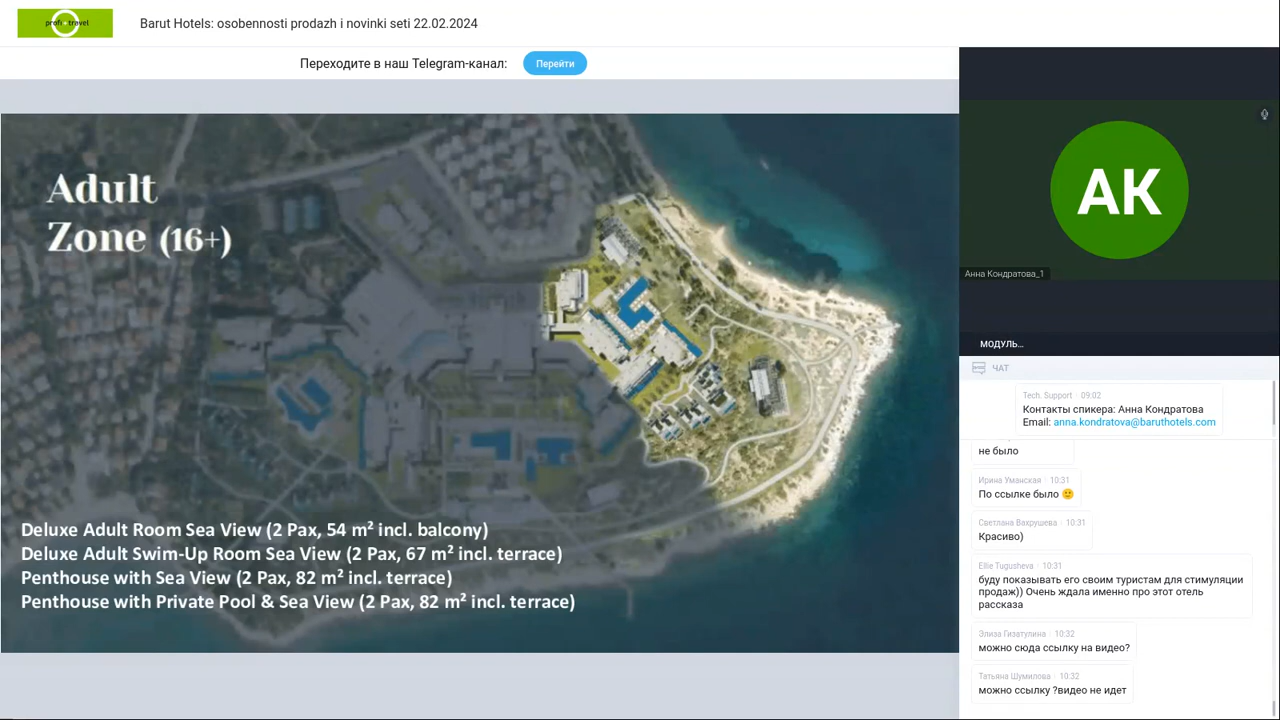 profi travel
Barut Hotels: osobennosti prodazh i novinki seti 22.02.2024
Переходите в наш Telegram-канал:
Перейти
Adult
Zone (16+)
Deluxe Adult Room Sea View (2 Pax, 54 m² incl. balcony)
Deluxe Adult Swim-Up Room Sea View (2 Pax, 67 m² incl. terrace)
Penthouse with Sea View (2 Pax, 82 m² incl. terrace)
Penthouse with Private Pool & Sea View (2 Pax, 82 m² incl. terrace)
АК
Анна Кондратова_1
МОДУЛЬ...
ЧАТ
Tech. Support · 09:02
Контакты спикера: Анна Кондратова
Email: anna.kondratova@baruthotels.com
не было
Ирина Уманская · 10:31
По ссылке было 🙂
Светлана Вахрушева · 10:31
Красиво)
Ellie Tugusheva · 10:31
буду показывать его своим туристам для стимуляции
продаж)) Очень ждала именно про этот отель
рассказа
Элиза Гизатулина · 10:32
можно сюда ссылку на видео?
Татьяна Шумилова · 10:32
можно ссылку ?видео не идет